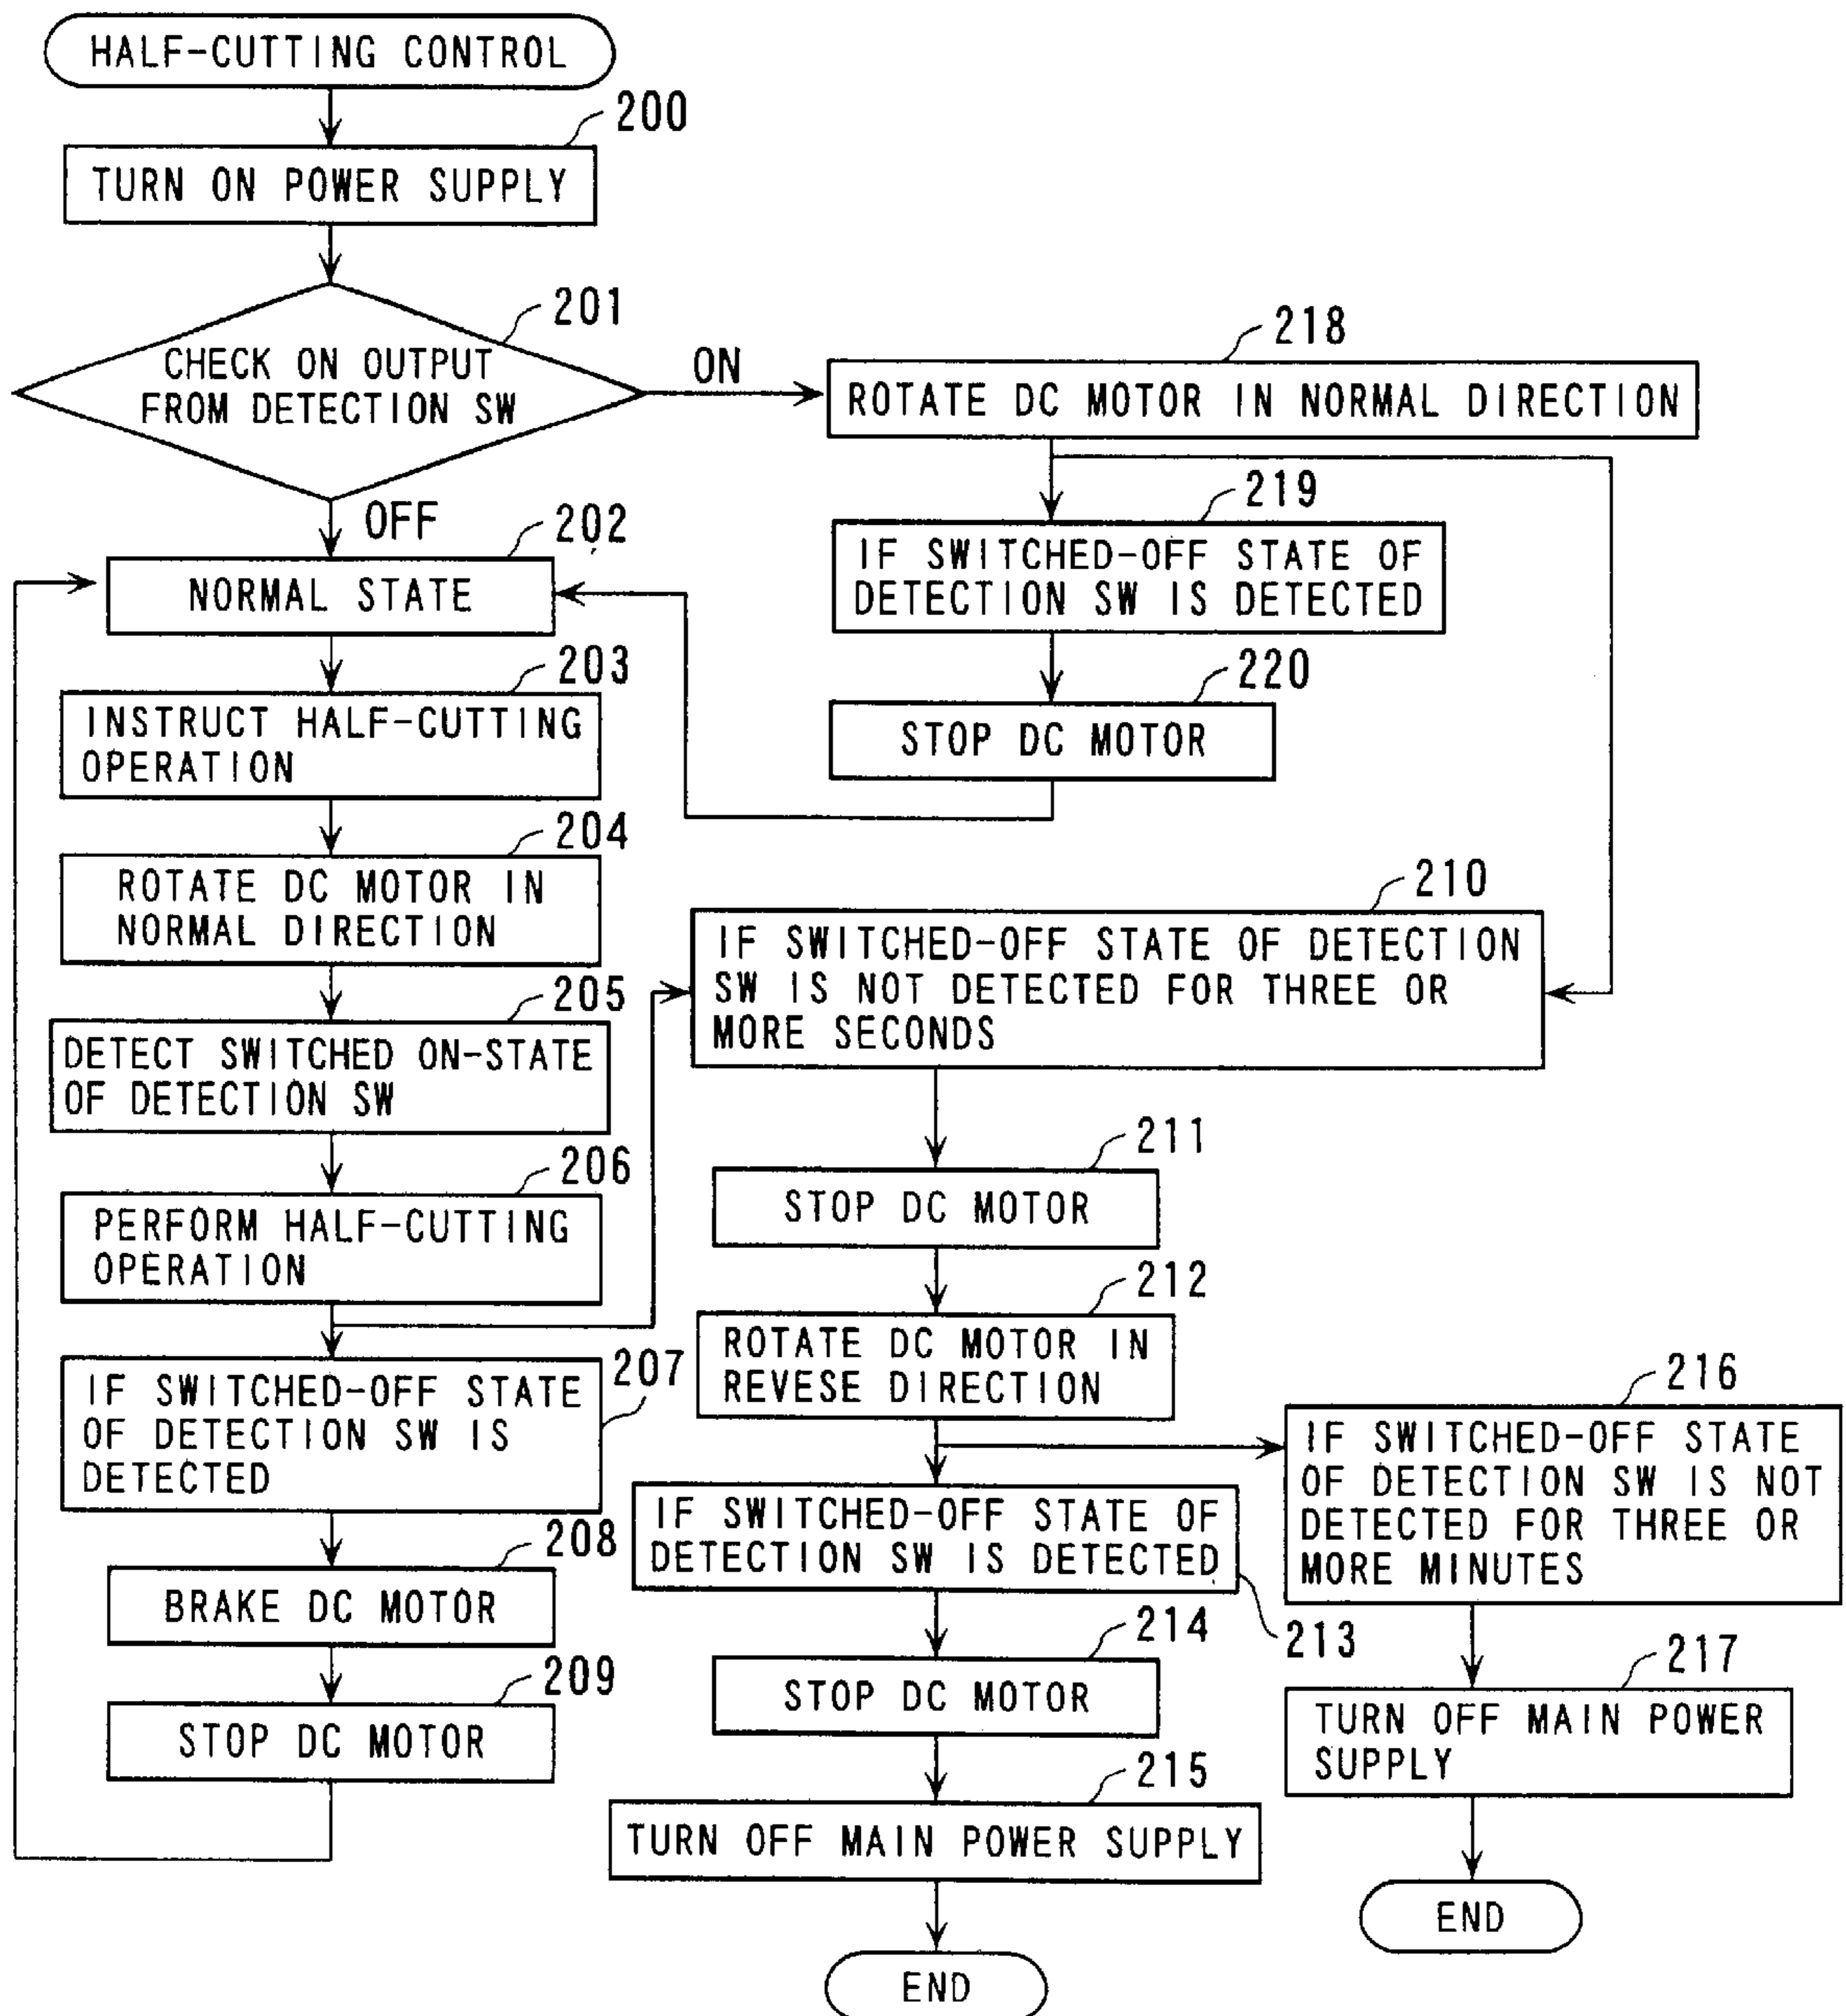 HALF-CUTTING CONTROL
200
TURN ON POWER SUPPLY
201
CHECK ON OUTPUT
FROM DETECTION SW
ON
OFF
202
NORMAL STATE
203
INSTRUCT HALF-CUTTING
OPERATION
204
ROTATE DC MOTOR IN
NORMAL DIRECTION
205
DETECT SWITCHED ON-STATE
OF DETECTION SW
206
PERFORM HALF-CUTTING
OPERATION
207
IF SWITCHED-OFF STATE
OF DETECTION SW IS
DETECTED
208
BRAKE DC MOTOR
209
STOP DC MOTOR
218
ROTATE DC MOTOR IN NORMAL DIRECTION
219
IF SWITCHED-OFF STATE OF
DETECTION SW IS DETECTED
220
STOP DC MOTOR
210
IF SWITCHED-OFF STATE OF DETECTION
SW IS NOT DETECTED FOR THREE OR
MORE SECONDS
211
STOP DC MOTOR
212
ROTATE DC MOTOR IN
REVESE DIRECTION
213
IF SWITCHED-OFF STATE OF
DETECTION SW IS DETECTED
214
STOP DC MOTOR
215
TURN OFF MAIN POWER SUPPLY
END
216
IF SWITCHED-OFF STATE
OF DETECTION SW IS NOT
DETECTED FOR THREE OR
MORE MINUTES
217
TURN OFF MAIN POWER
SUPPLY
END